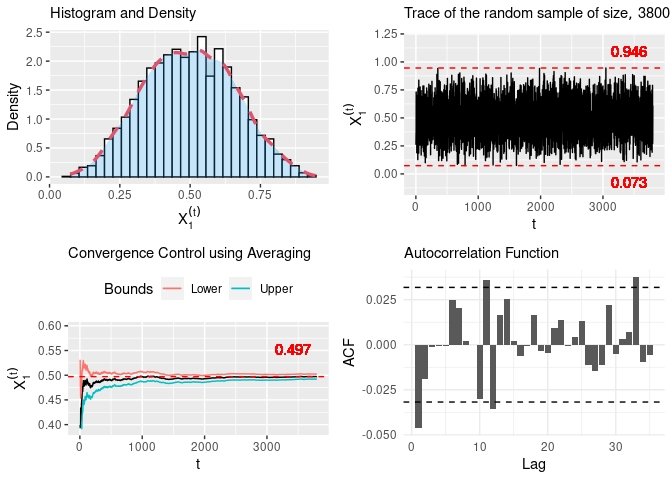 Histogram and Density
2.5
2.0
1.5
1.0
0.5
0.0
Density
0.00 0.25 0.50 0.75
X₁⁽ᵗ⁾
Trace of the random sample of size, 3800
1.25
1.00
0.75
0.50
0.25
0.00
X₁⁽ᵗ⁾
0.946
0.073
0 1000 2000 3000
t
Convergence Control using Averaging
Bounds Lower Upper
0.60
0.55
0.50
0.45
0.40
X₁⁽ᵗ⁾
0.497
0 1000 2000 3000
t
Autocorrelation Function
0.025
0.000
-0.025
-0.050
ACF
0 10 20 30
Lag